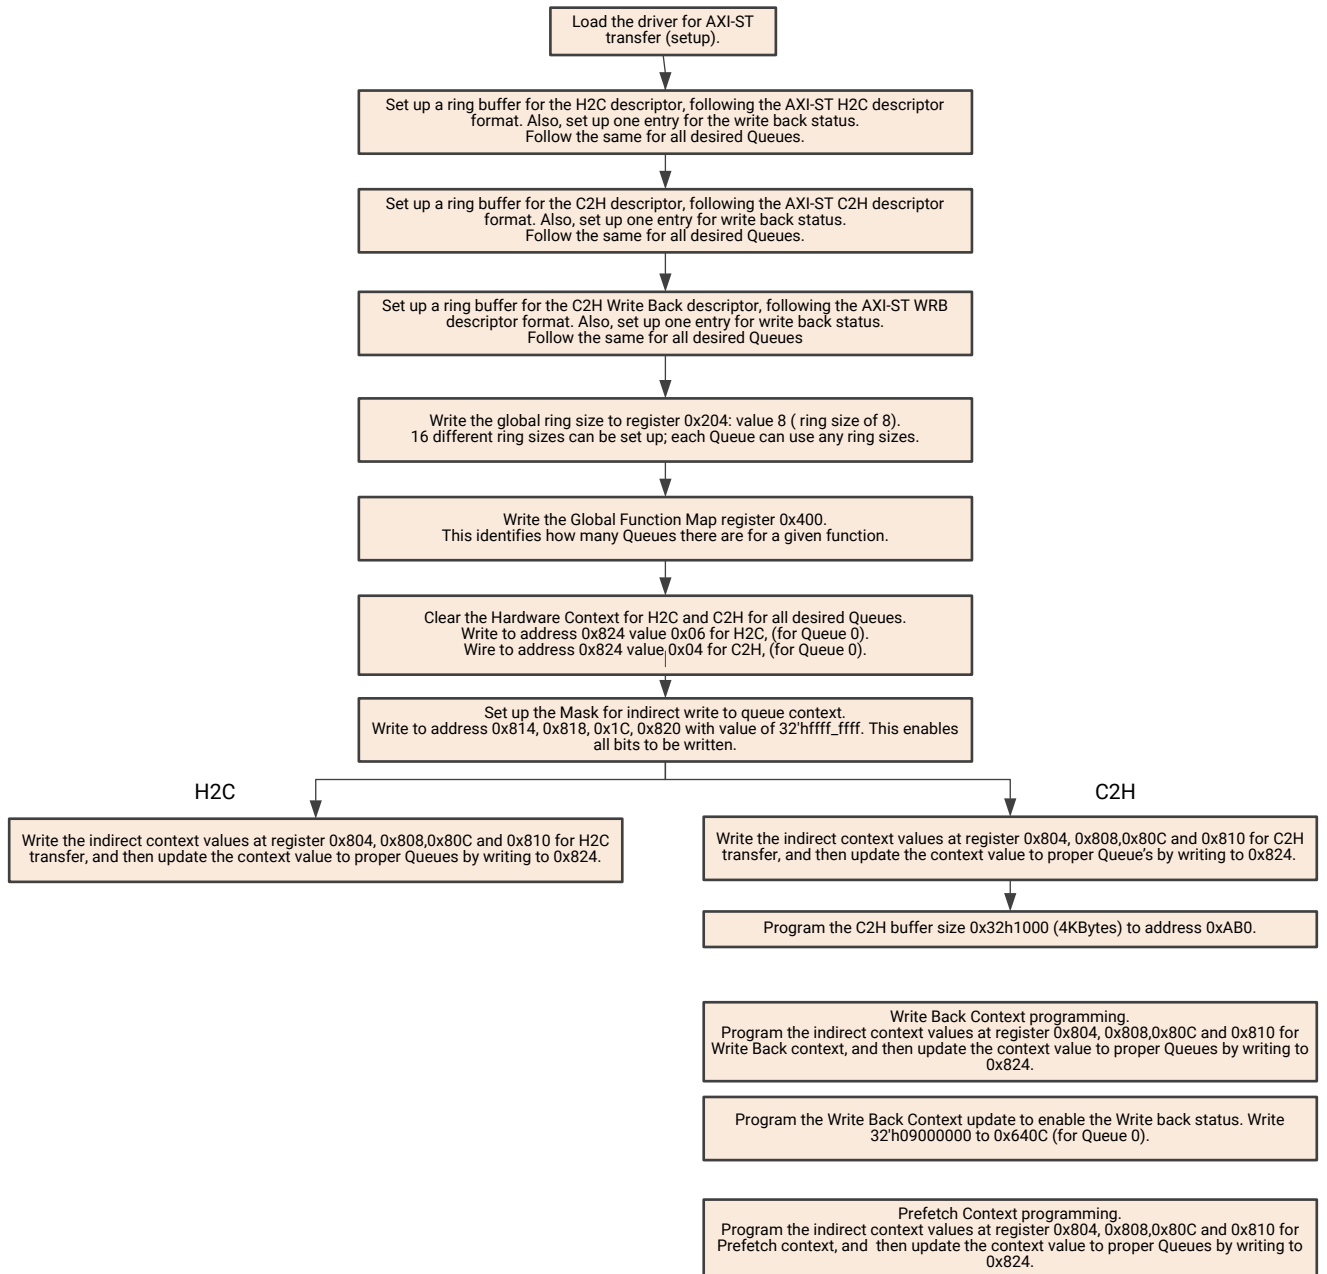 Load the driver for AXI-ST
transfer (setup).
Set up a ring buffer for the H2C descriptor, following the AXI-ST H2C descriptor
format. Also, set up one entry for the write back status.
Follow the same for all desired Queues.
Set up a ring buffer for the C2H descriptor, following the AXI-ST C2H descriptor
format. Also, set up one entry for write back status.
Follow the same for all desired Queues.
Set up a ring buffer for the C2H Write Back descriptor, following the AXI-ST WRB
descriptor format. Also, set up one entry for write back status.
Follow the same for all desired Queues
Write the global ring size to register 0x204: value 8 ( ring size of 8).
16 different ring sizes can be set up; each Queue can use any ring sizes.
Write the Global Function Map register 0x400.
This identifies how many Queues there are for a given function.
Clear the Hardware Context for H2C and C2H for all desired Queues.
Write to address 0x824 value 0x06 for H2C, (for Queue 0).
Wire to address 0x824 value 0x04 for C2H, (for Queue 0).
Set up the Mask for indirect write to queue context.
Write to address 0x814, 0x818, 0x1C, 0x820 with value of 32'hffff_ffff. This enables
all bits to be written.
H2C
Write the indirect context values at register 0x804, 0x808,0x80C and 0x810 for H2C
transfer, and then update the context value to proper Queues by writing to 0x824.
C2H
Write the indirect context values at register 0x804, 0x808,0x80C and 0x810 for C2H
transfer, and then update the context value to proper Queue's by writing to 0x824.
Program the C2H buffer size 0x32h1000 (4KBytes) to address 0xAB0.
Write Back Context programming.
Program the indirect context values at register 0x804, 0x808,0x80C and 0x810 for
Write Back context, and then update the context value to proper Queues by writing to
0x824.
Program the Write Back Context update to enable the Write back status. Write
32'h09000000 to 0x640C (for Queue 0).
Prefetch Context programming.
Program the indirect context values at register 0x804, 0x808,0x80C and 0x810 for
Prefetch context, and  then update the context value to proper Queues by writing to
0x824.